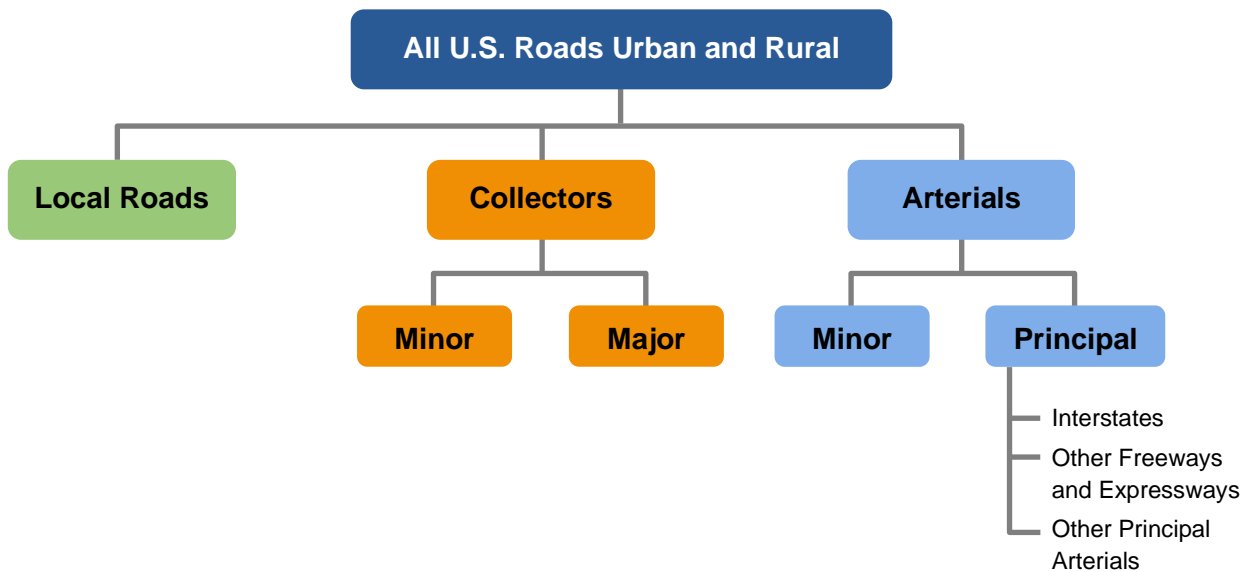 All U.S. Roads Urban and Rural
Local Roads
Collectors
Arterials
Minor
Major
Minor
Principal
Interstates
Other Freeways
and Expressways
Other Principal
Arterials